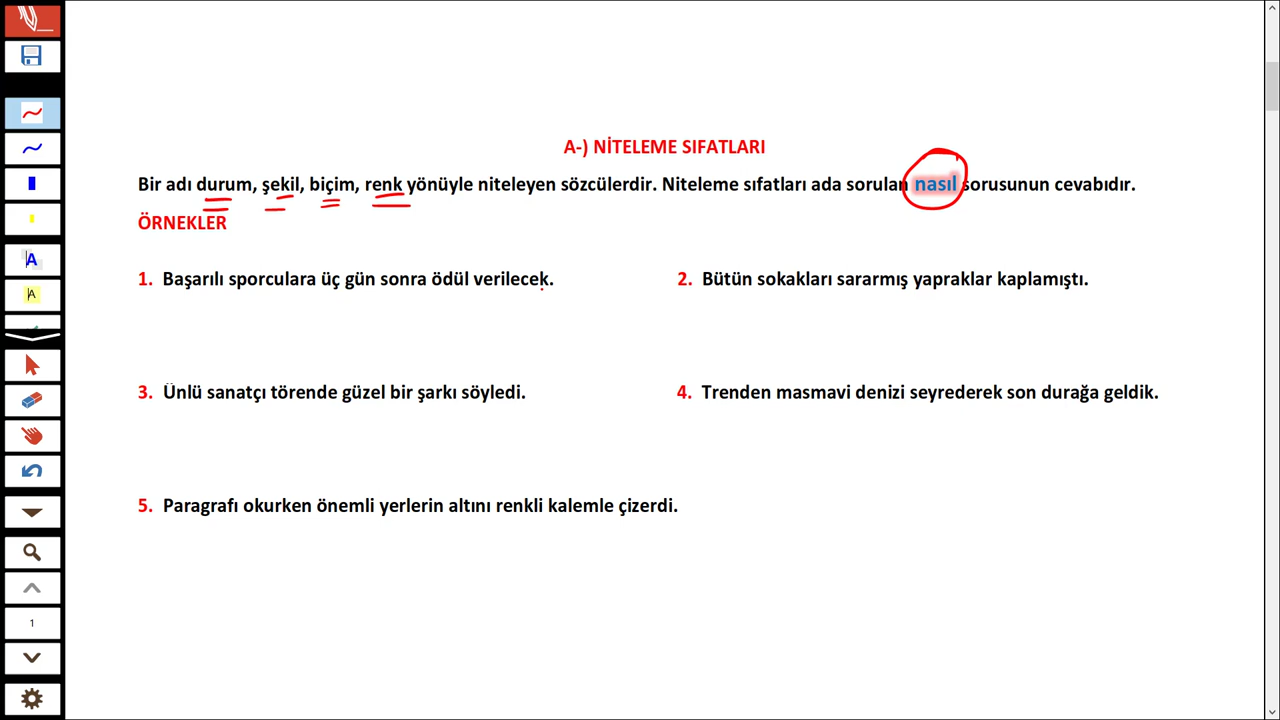 A-) NİTELEME SIFATLARI
Bir adı durum, şekil, biçim, renk yönüyle niteleyen sözcülerdir. Niteleme sıfatları ada sorulan nasıl sorusunun cevabıdır.
ÖRNEKLER
1. Başarılı sporculara üç gün sonra ödül verilecek.
2. Bütün sokakları sararmış yapraklar kaplamıştı.
3. Ünlü sanatçı törende güzel bir şarkı söyledi.
4. Trenden masmavi denizi seyrederek son durağa geldik.
5. Paragrafı okurken önemli yerlerin altını renkli kalemle çizerdi.
A
A
1